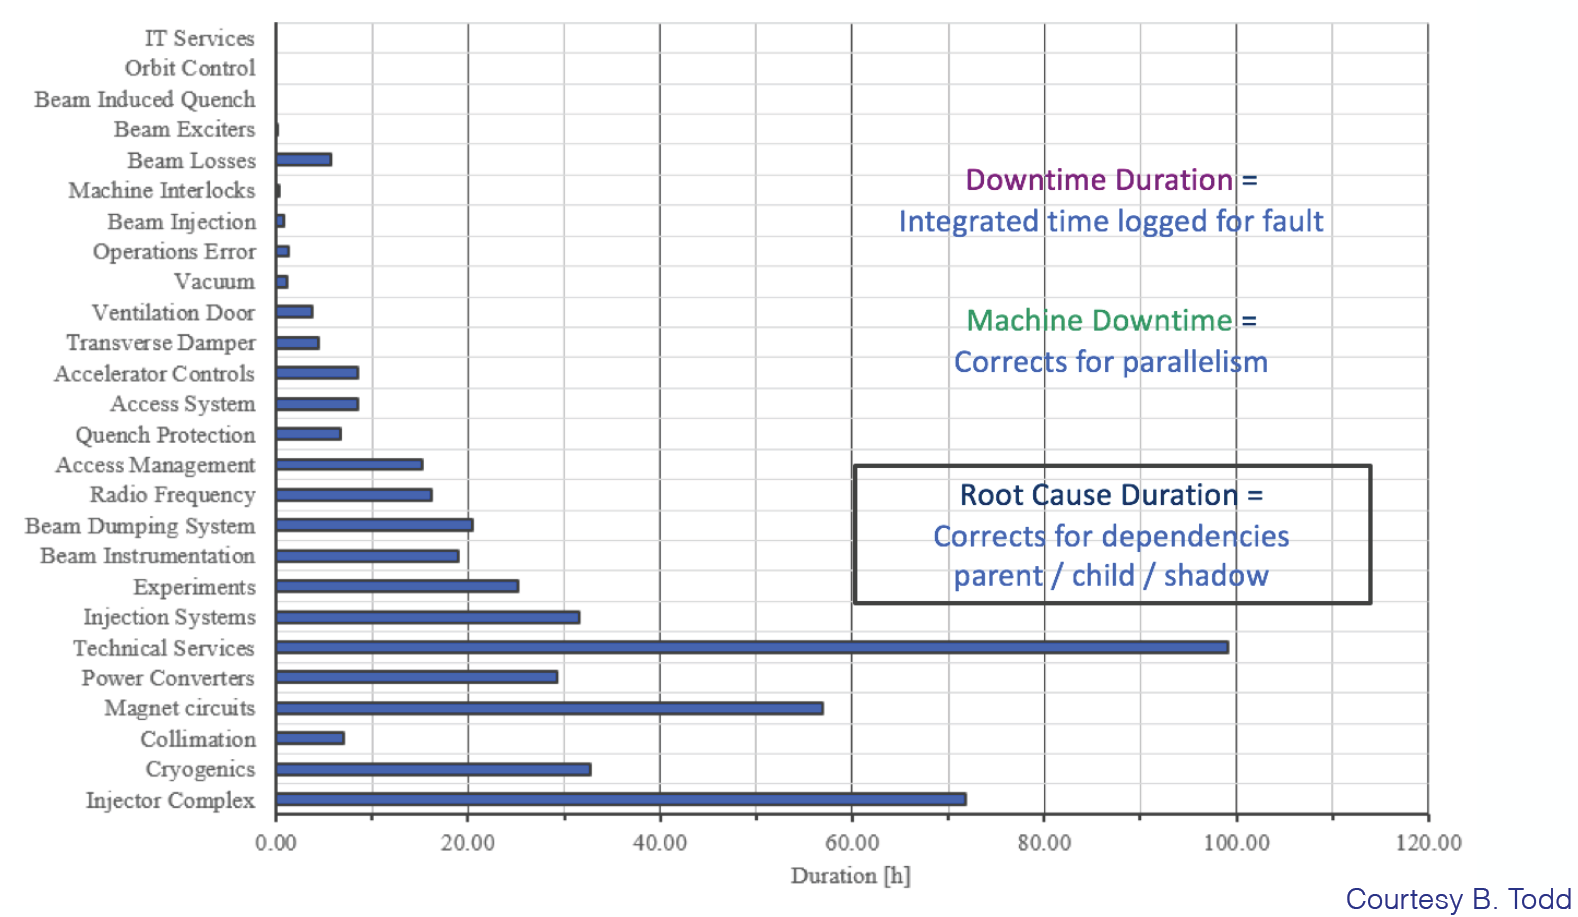 IT Services
Orbit Control
Beam Induced Quench
Beam Exciters
Beam Losses
Machine Interlocks
Beam Injection
Operations Error
Vacuum
Ventilation Door
Transverse Damper
Accelerator Controls
Access System
Quench Protection
Access Management
Radio Frequency
Beam Dumping System
Beam Instrumentation
Experiments
Injection Systems
Technical Services
Power Converters
Magnet circuits
Collimation
Cryogenics
Injector Complex
Downtime Duration =
Integrated time logged for fault
Machine Downtime =
Corrects for parallelism
Root Cause Duration =
Corrects for dependencies
parent / child / shadow
0.00 20.00 40.00 60.00 80.00 100.00 120.00
Duration [h]
Courtesy B. Todd